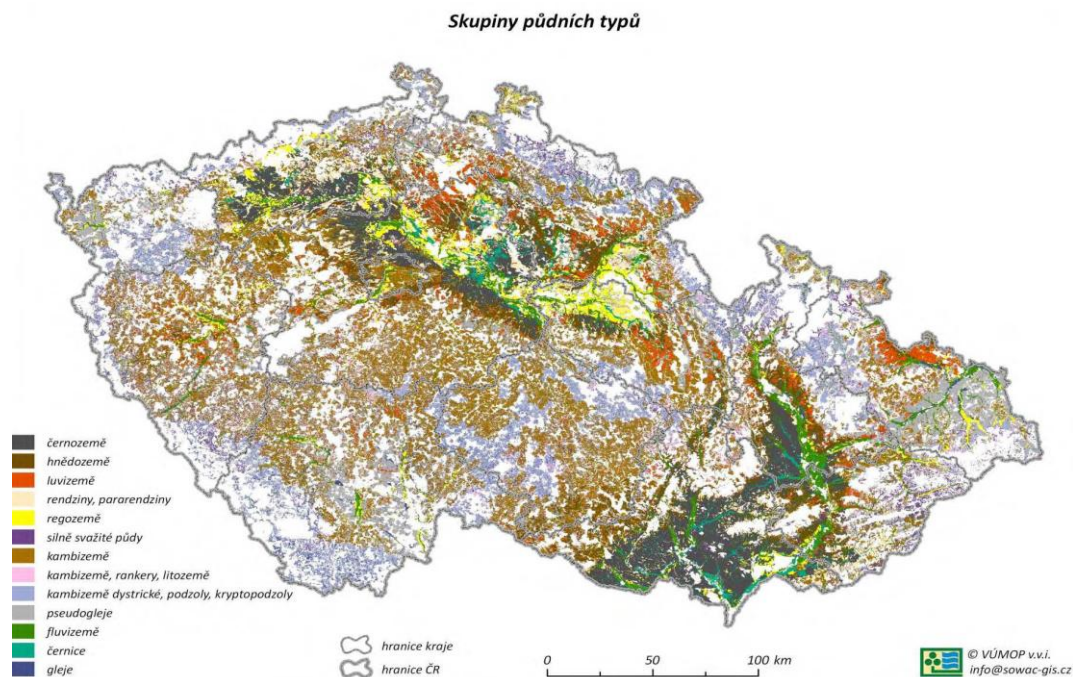 Skupiny půdních typů
černozemě
hnědozemě
luvizemě
rendziny, pararendziny
regozemě
silně svažité půdy
kambizemě
kambizemě, rankery, litozemě
kambizemě dystrické, podzoly, kryptopodzoly
pseudogleje
fluvizemě
černice
gleje
hranice kraje
hranice ČR
0 50 100 km
© VÚMOP v.v.i.
info@sowac-gis.cz